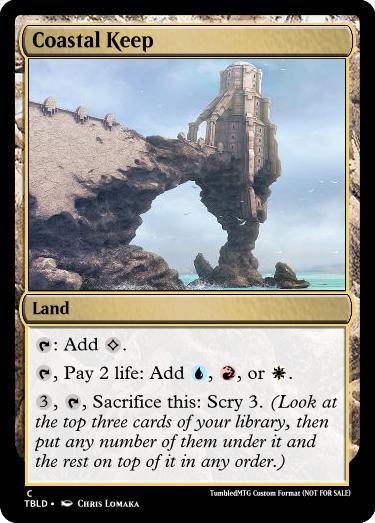 Coastal Keep
Land
: Add .
, Pay 2 life: Add , , or .
3, , Sacrifice this: Scry 3. (Look at
the top three cards of your library, then
put any number of them under it and
the rest on top of it in any order.)
C
TBLD • Chris Lomaka
TumbledMTG Custom Format (NOT FOR SALE)